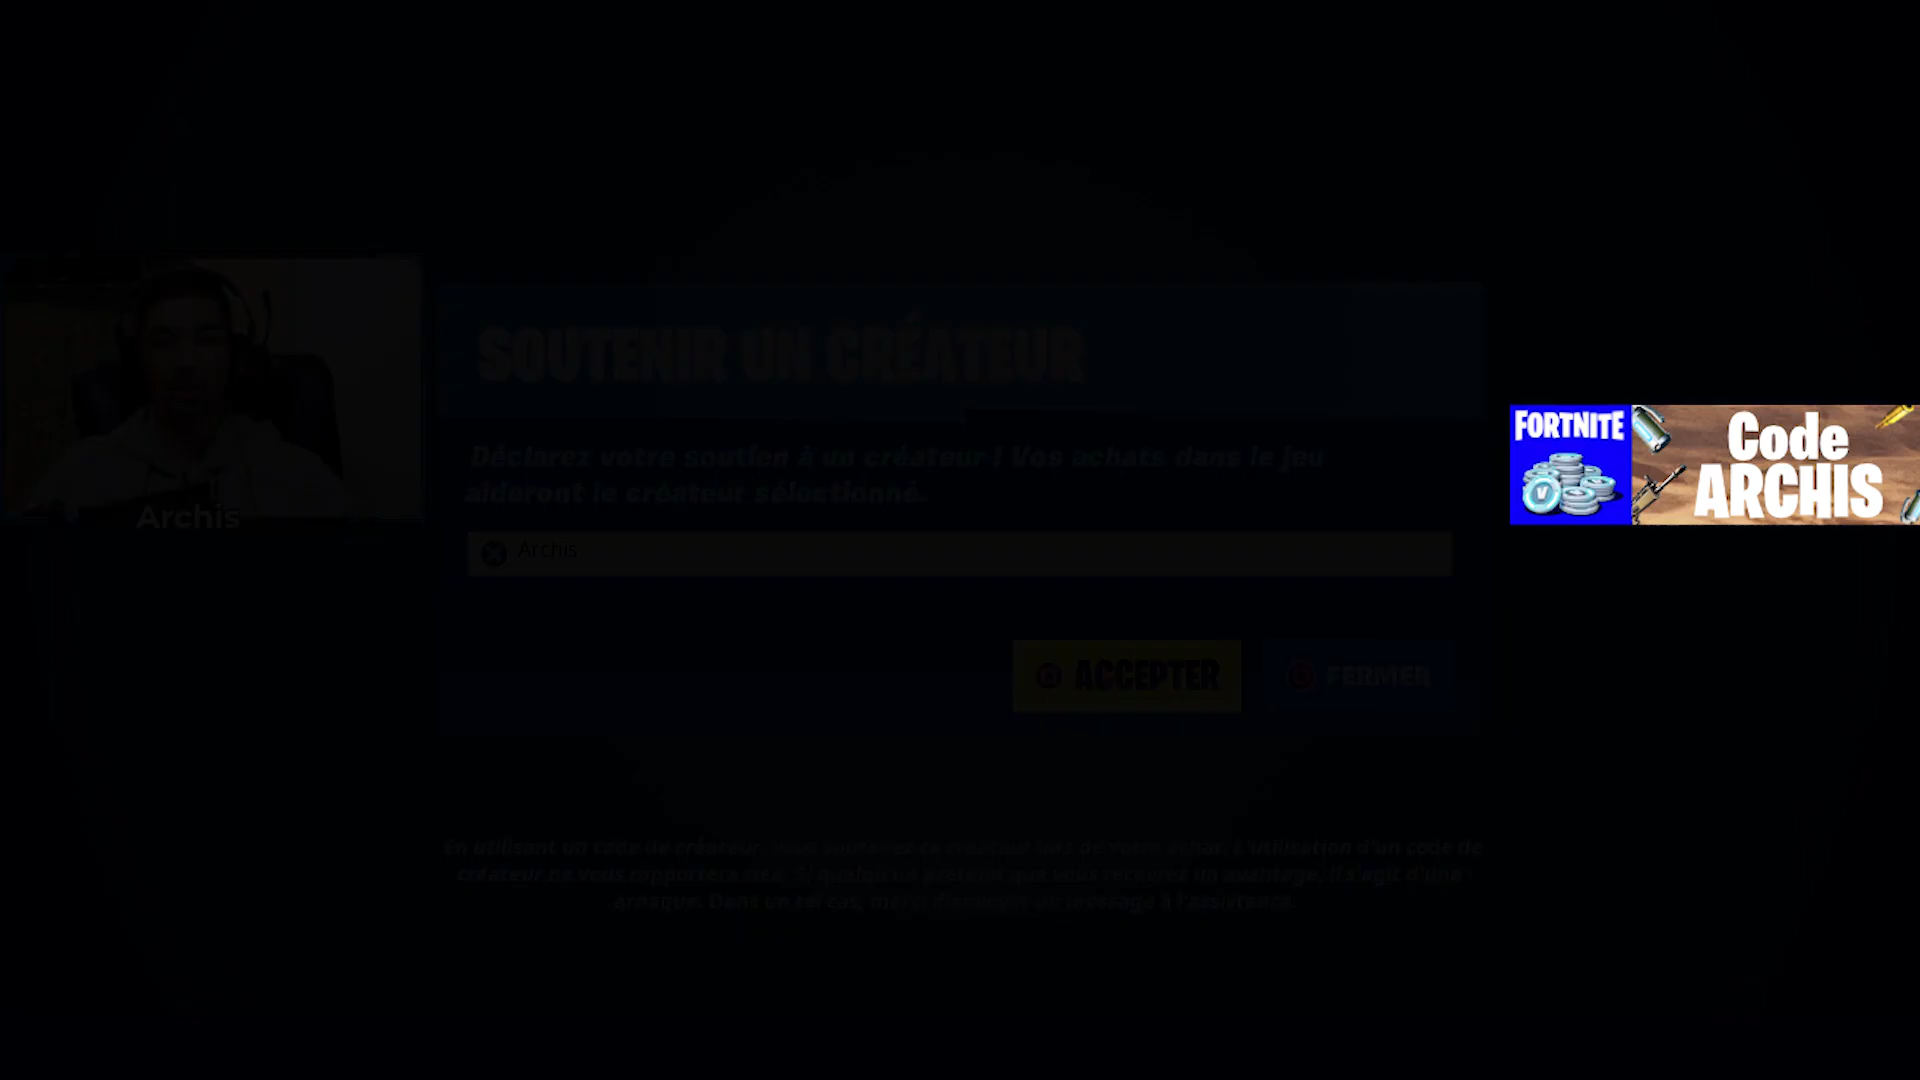 SOUTENIR UN CRÉATEUR
Déclarez votre soutien à un créateur ! Vos achats dans le jeu
aideront le créateur sélectionné.
Archis
Archis
ACCEPTER
FERMER
FORTNITE
V
Code
ARCHIS
En utilisant un code de créateur, vous soutenez ce créateur lors de votre achat. L'utilisation d'un code de
créateur ne vous rapportera rien. Si quelqu'un prétend que vous recevrez un avantage, il s'agit d'une
arnaque. Dans un tel cas, merci d'envoyer un message à l'assistance.